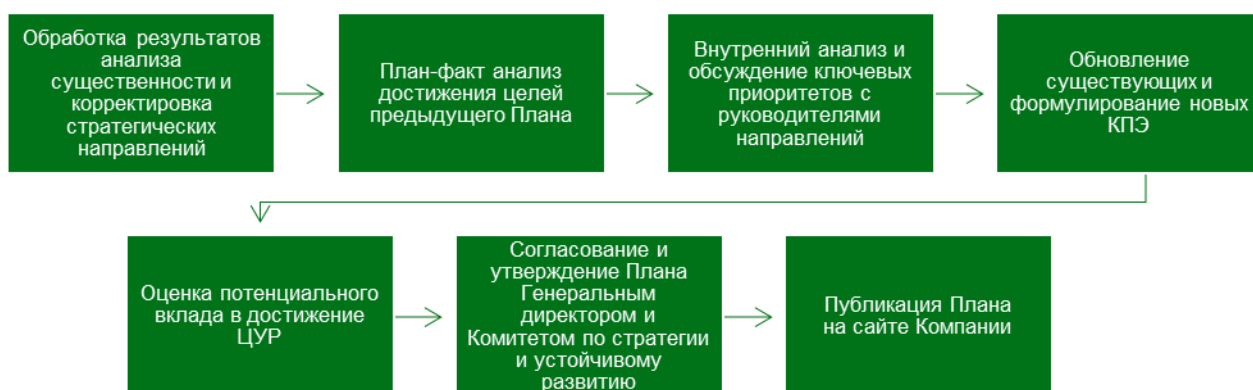 Обработка результатов
анализа
существенности и
корректировка
стратегических
направлений
План-факт анализ
достижения целей
предыдущего Плана
Внутренний анализ и
обсуждение ключевых
приоритетов с
руководителями
направлений
Обновление
существующих и
формулирование новых
КПЭ
Оценка потенциального
вклада в достижение
ЦУР
Согласование и
утверждение Плана
Генеральным
директором и
Комитетом по стратегии
и устойчивому
развитию
Публикация Плана
на сайте Компании